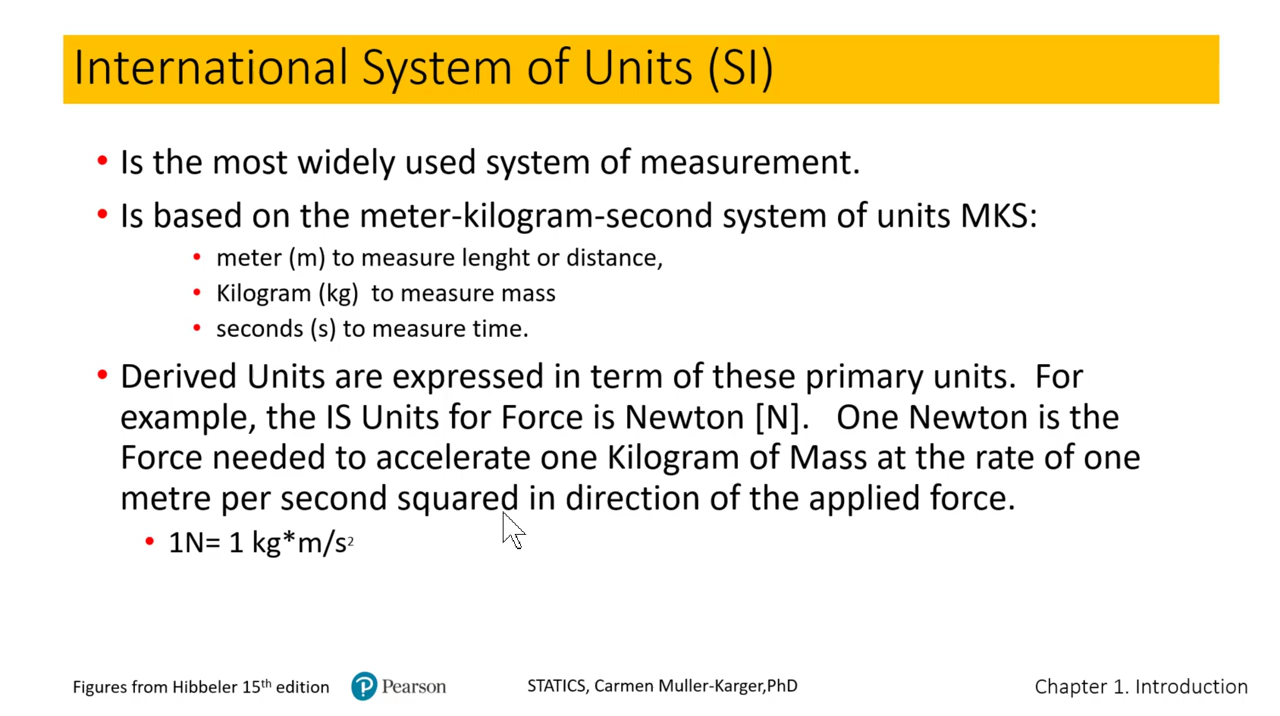 International System of Units (SI)
• Is the most widely used system of measurement.
• Is based on the meter-kilogram-second system of units MKS:
• meter (m) to measure lenght or distance,
• Kilogram (kg)  to measure mass
• seconds (s) to measure time.
• Derived Units are expressed in term of these primary units.  For
example, the IS Units for Force is Newton [N].   One Newton is the
Force needed to accelerate one Kilogram of Mass at the rate of one
metre per second squared in direction of the applied force.
• 1N= 1 kg*m/s²
Figures from Hibbeler 15th edition
Pearson
STATICS, Carmen Muller-Karger,PhD
Chapter 1. Introduction